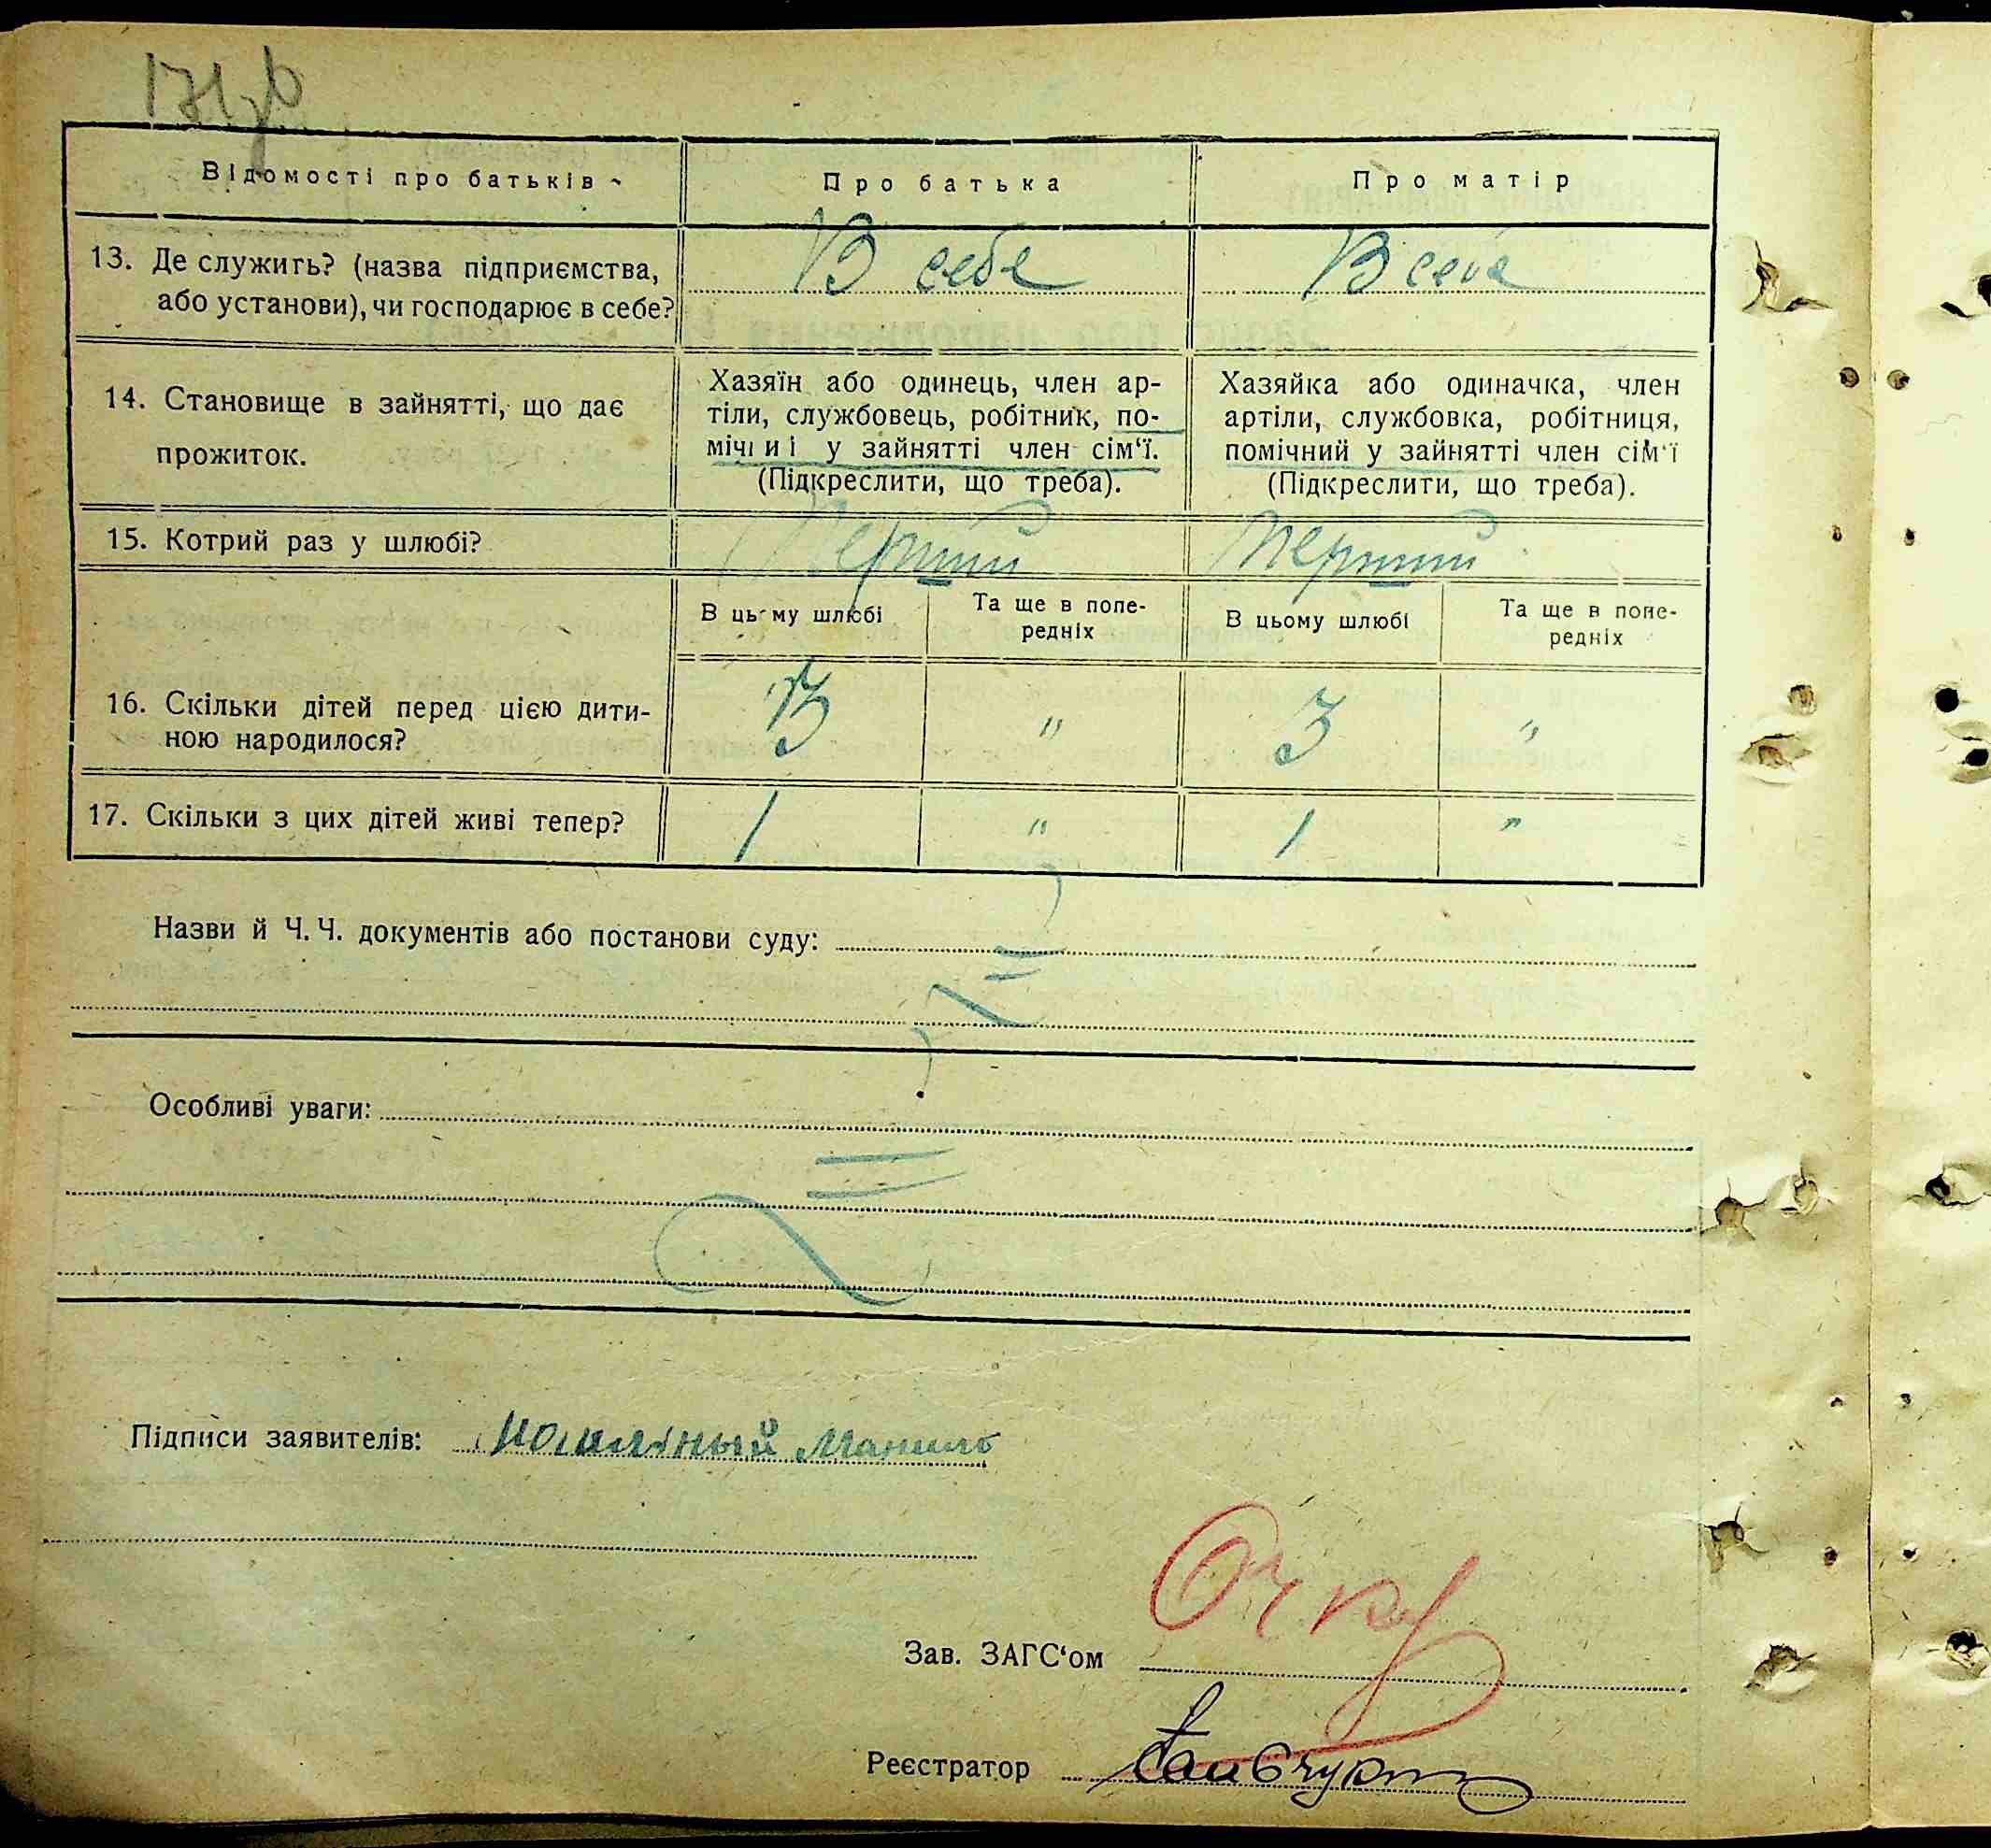 Відомості про батьків
Про батька
Про матір
13. Де служить? (назва підприємства,
або установи), чи господарює в себе?
В себе
В себе
14. Становище в зайнятті, що дає
прожиток.
Хазяїн або одинець, член ар-
тіли, службовець, робітник, по-
мічниі у зайнятті член сім‘ї.
(Підкреслити, що треба).
Хазяйка або одиначка, член
артіли, службовка, робітниця,
помічний у зайнятті член сім‘ї
(Підкреслити, що треба).
15. Котрий раз у шлюбі?
Перший
Перший
В цьму шлюбі
Та ще в попе-
редніх
В цьому шлюбі
Та ще в попе-
редніх
16. Скільки дітей перед цією дити-
ною народилося?
3
"
3
"
17. Скільки з цих дітей живі тепер?
1
"
1
"
Назви й Ч. Ч. документів або постанови суду:
Особливі уваги:
Підписи заявителів:
Зав. ЗАГС‘ом
Реєстратор